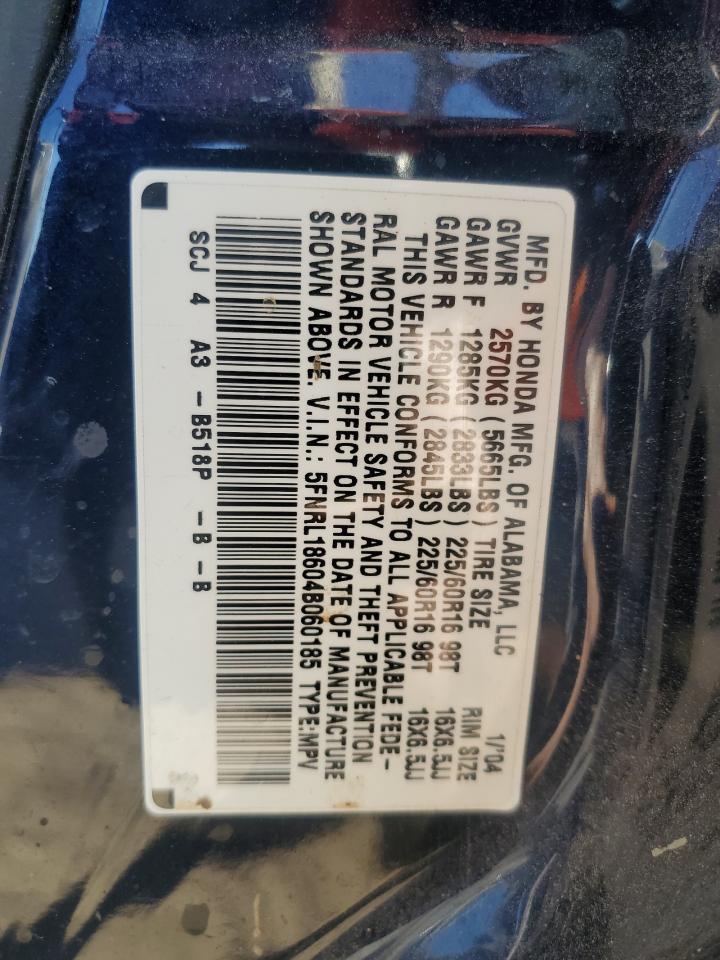 MFD. BY HONDA MFG. OF ALABAMA, LLC 1/'04
GVWR 2570KG (5665LBS) TIRE SIZE RIM SIZE
GAWR F 1285KG (2833LBS) 225/60R16 98T 16X6.5JJ
GAWR R 1290KG (2845LBS) 225/60R16 98T 16X6.5JJ
THIS VEHICLE CONFORMS TO ALL APPLICABLE FEDE-
RAL MOTOR VEHICLE SAFETY AND THEFT PREVENTION
STANDARDS IN EFFECT ON THE DATE OF MANUFACTURE
SHOWN ABOVE. V.I.N.: 5FNRL18604B060185 TYPE:MPV
SCJ 4 A3 - B518P - B - B